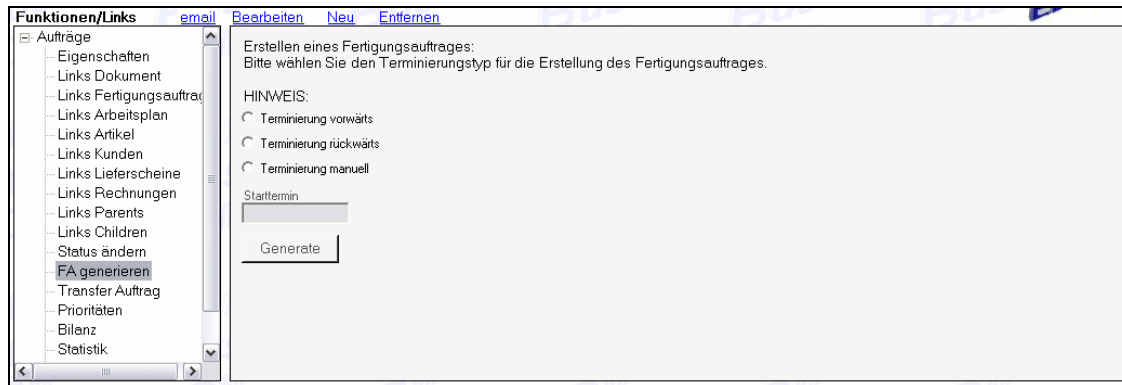 Funktionen/Links email Bearbeiten Neu Entfernen
Aufträge
Eigenschaften
Links Dokument
Links Fertigungsauftrag
Links Arbeitsplan
Links Artikel
Links Kunden
Links Lieferscheine
Links Rechnungen
Links Parents
Links Children
Status ändern
FA generieren
Transfer Auftrag
Prioritäten
Bilanz
Statistik
Erstellen eines Fertigungsauftrages:
Bitte wählen Sie den Terminierungstyp für die Erstellung des Fertigungsauftrages.
HINWEIS:
Terminierung vorwärts
Terminierung rückwärts
Terminierung manuell
Starttermin
Generate